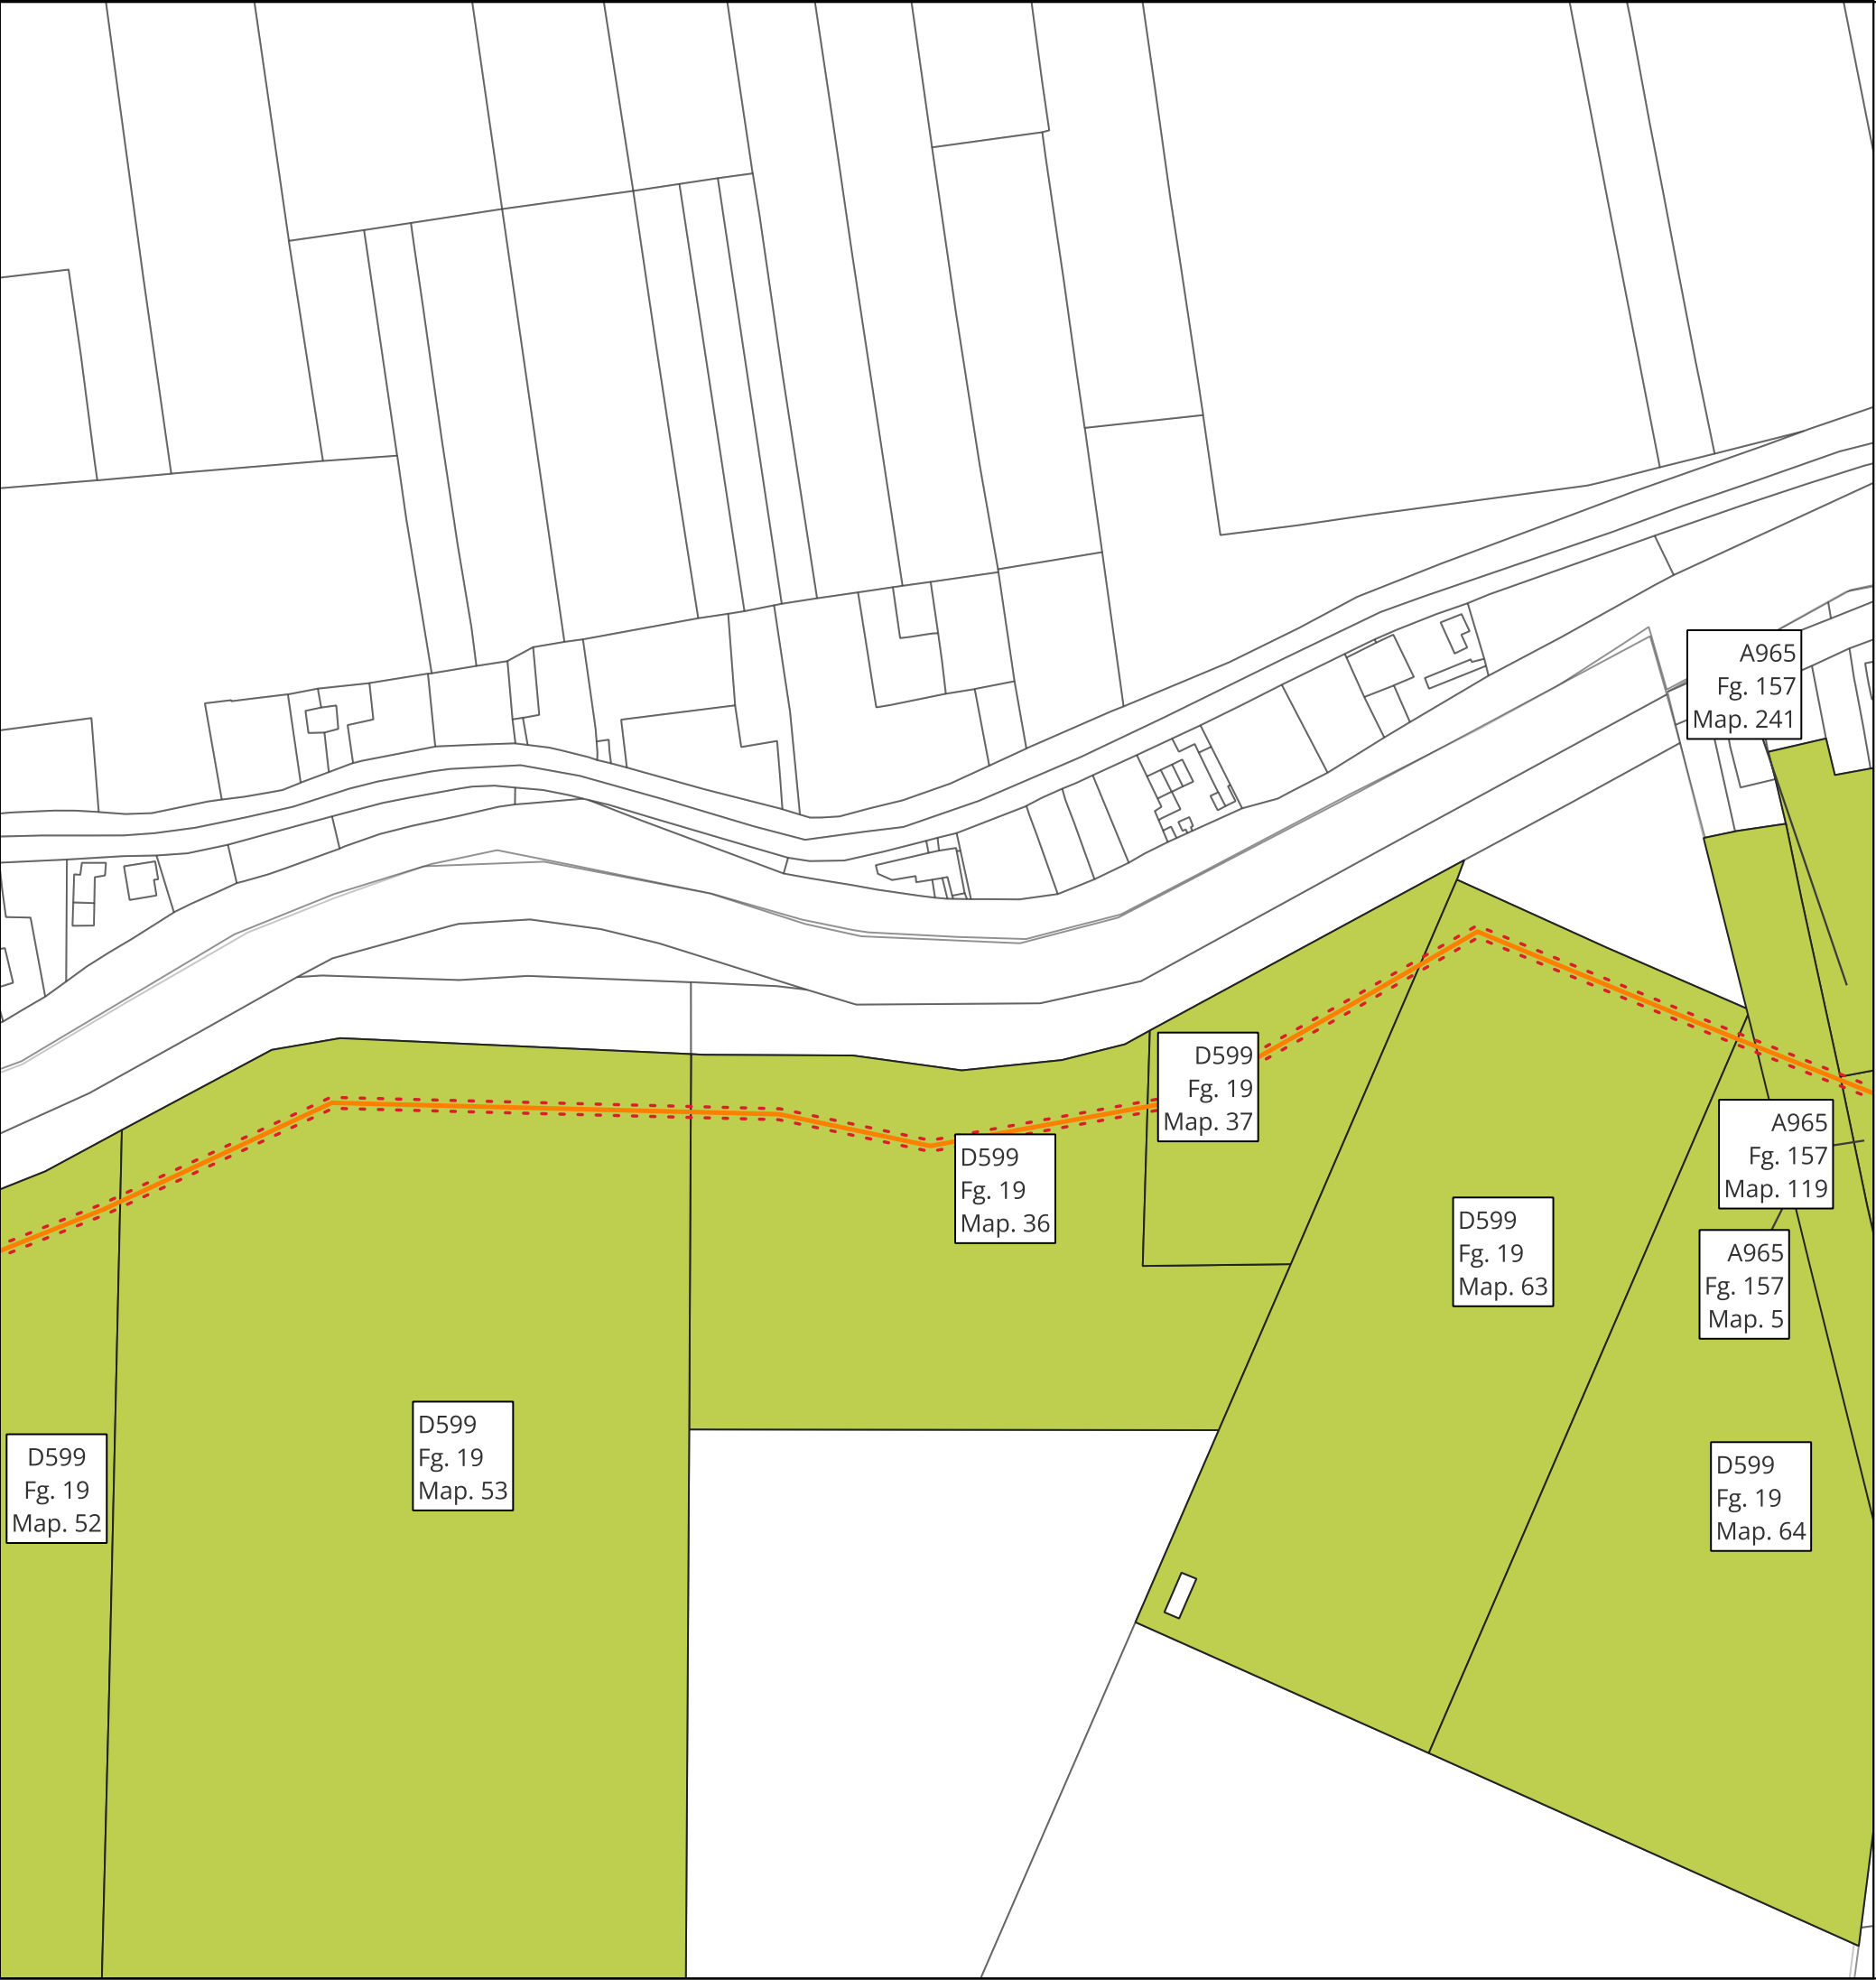 A965
Fg. 157
Map. 241
D599
Fg. 19
Map. 37
A965
Fg. 157
Map. 119
D599
Fg. 19
Map. 36
D599
Fg. 19
Map. 63
A965
Fg. 157
Map. 5
D599
Fg. 19
Map. 53
D599
Fg. 19
Map. 52
D599
Fg. 19
Map. 64